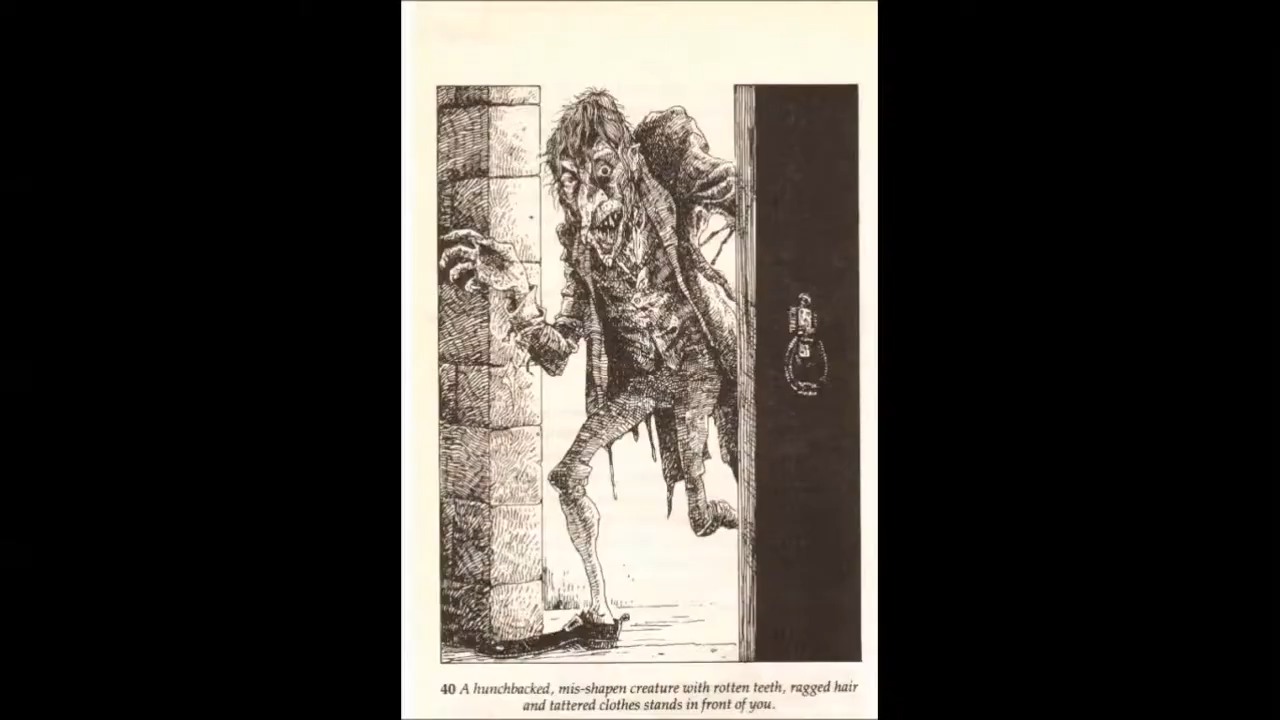 40 A hunchbacked, mis-shapen creature with rotten teeth, ragged hair
and tattered clothes stands in front of you.